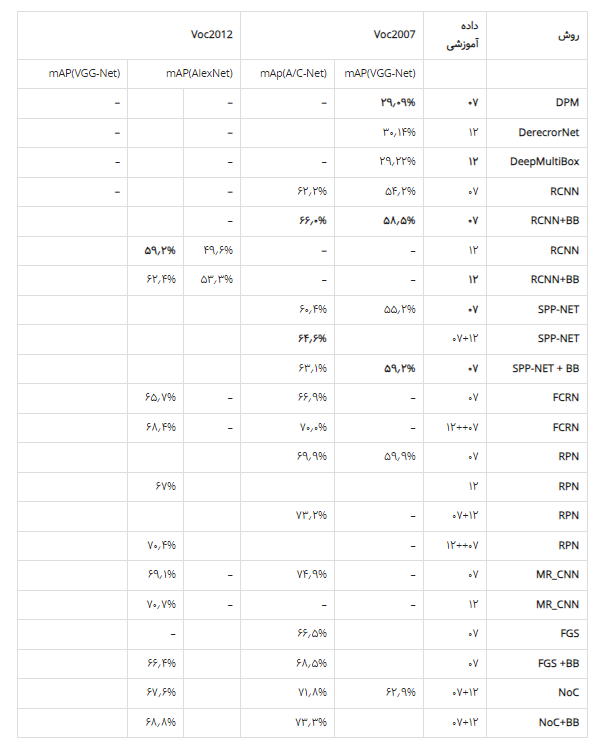 روش داده آموزشی Voc2007 Voc2012
mAP(VGG-Net) mAp(A/C-Net) mAP(AlexNet) mAP(VGG-Net)
DPM ۰۷ ۲۹٫۰۹% – – –
DerecrorNet ۱۲ ۳۰٫۱۴% – –
DeepMultiBox ۱۲ ۲۹٫۲۲% – – –
RCNN ۰۷ ۵۴٫۲% ۶۲٫۲% – –
RCNN+BB ۰۷ ۵۸٫۵% ۶۶٫۰% –
RCNN ۱۲ – – ۴۹٫۶% ۵۹٫۲%
RCNN+BB ۱۲ – – ۵۳٫۳% ۶۲٫۴%
SPP-NET ۰۷ ۵۵٫۲% ۶۰٫۴%
SPP-NET ۰۷+۱۲ ۶۴٫۶%
SPP-NET + BB ۰۷ ۵۹٫۲% ۶۳٫۱%
FCRN ۰۷ – ۶۶٫۹% – ۶۵٫۷%
FCRN ۱۲++۰۷ – ۷۰٫۰% – ۶۸٫۴%
RPN ۰۷ ۵۹٫۹% ۶۹٫۹%
RPN ۱۲ ۶۷%
RPN ۰۷+۱۲ – ۷۳٫۲%
RPN ۱۲++۰۷ – ۷۰٫۴%
MR_CNN ۰۷ – ۷۴٫۹% – ۶۹٫۱%
MR_CNN ۱۲ – – – ۷۰٫۷%
FGS ۰۷ ۶۶٫۵% –
FGS +BB ۰۷ ۶۸٫۵% ۶۶٫۴%
NoC ۰۷+۱۲ ۶۲٫۹% ۷۱٫۸% ۶۷٫۶%
NoC+BB ۰۷+۱۲ ۷۳٫۳% ۶۸٫۸%